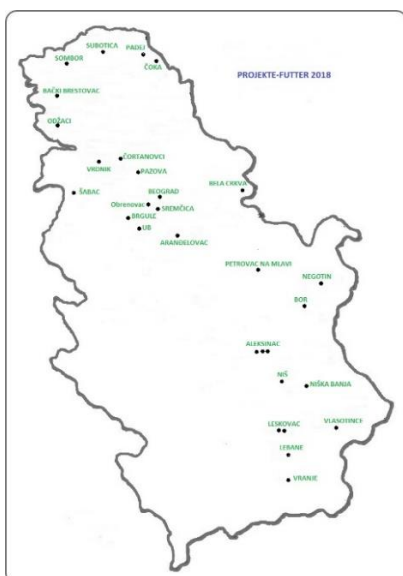 SUBOTICA
PADEJ
SOMBOR
ČOKA
PROJEKTE-FUTTER 2018
BAČKI BRESTOVAC
ODŽACI
ČORTANOVCI
VRDNIK
PAZOVA
BELA CRKVA
ŠABAC
BEOGRAD
Obrenovac
SREMČICA
BRGULE
UB
ARANĐELOVAC
PETROVAC NA MLAVI
NEGOTIN
BOR
ALEKSINAC
NIŠ
NIŠKA BANJA
LESKOVAC
VLASOTINCE
LEBANE
VRANJE